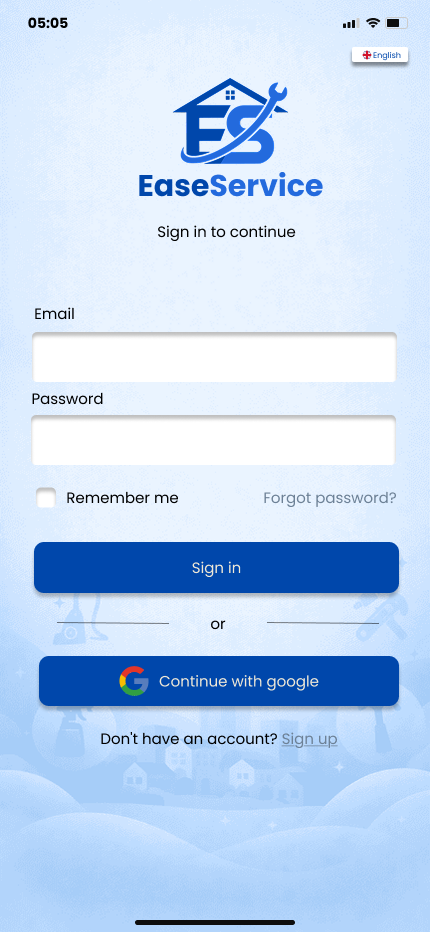 05:05
English
ES
EaseService
Sign in to continue
Email
Password
Remember me
Forgot password?
Sign in
or
Continue with google
Don't have an account? Sign up